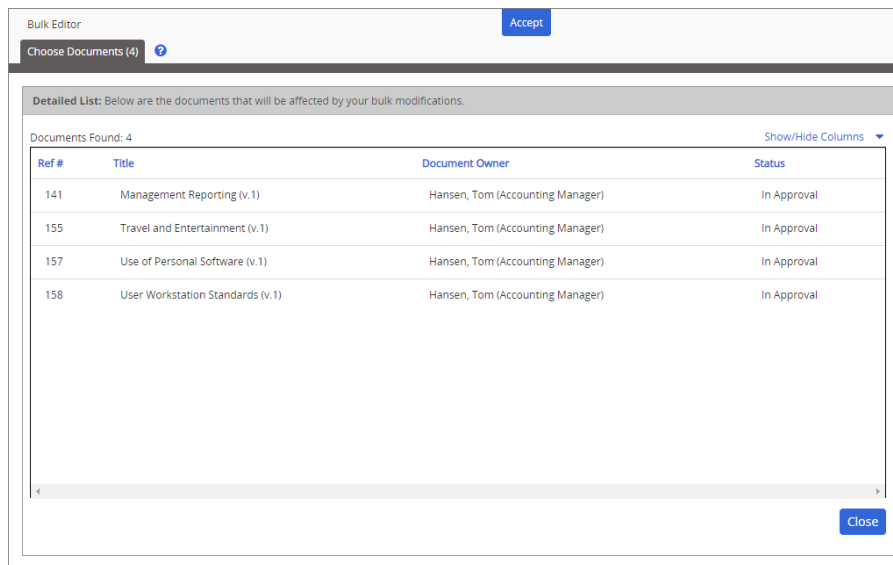 Bulk Editor
Accept
Choose Documents (4) ?
Detailed List: Below are the documents that will be affected by your bulk modifications.
Documents Found: 4 Show/Hide Columns
Ref # Title Document Owner Status
141 Management Reporting (v.1) Hansen, Tom (Accounting Manager) In Approval
155 Travel and Entertainment (v.1) Hansen, Tom (Accounting Manager) In Approval
157 Use of Personal Software (v.1) Hansen, Tom (Accounting Manager) In Approval
158 User Workstation Standards (v.1) Hansen, Tom (Accounting Manager) In Approval
Close